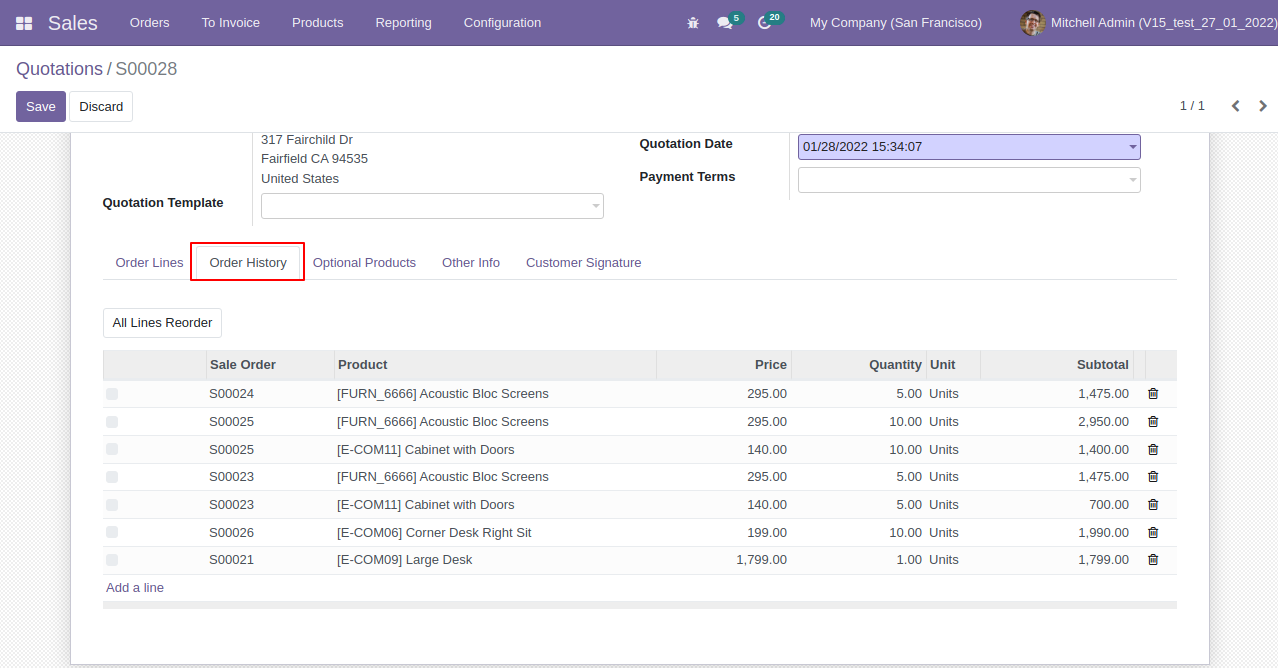 Sales Orders To Invoice Products Reporting Configuration 5 20 My Company (San Francisco) Mitchell Admin (V15_test_27_01_2022)
Quotations / S00028
Save Discard 1 / 1
317 Fairchild Dr
Fairfield CA 94535
United States
Quotation Date 01/28/2022 15:34:07
Payment Terms
Quotation Template
Order Lines Order History Optional Products Other Info Customer Signature
All Lines Reorder
Sale Order Product Price Quantity Unit Subtotal
S00024 [FURN_6666] Acoustic Bloc Screens 295.00 5.00 Units 1,475.00
S00025 [FURN_6666] Acoustic Bloc Screens 295.00 10.00 Units 2,950.00
S00025 [E-COM11] Cabinet with Doors 140.00 10.00 Units 1,400.00
S00023 [FURN_6666] Acoustic Bloc Screens 295.00 5.00 Units 1,475.00
S00023 [E-COM11] Cabinet with Doors 140.00 5.00 Units 700.00
S00026 [E-COM06] Corner Desk Right Sit 199.00 10.00 Units 1,990.00
S00021 [E-COM09] Large Desk 1,799.00 1.00 Units 1,799.00
Add a line